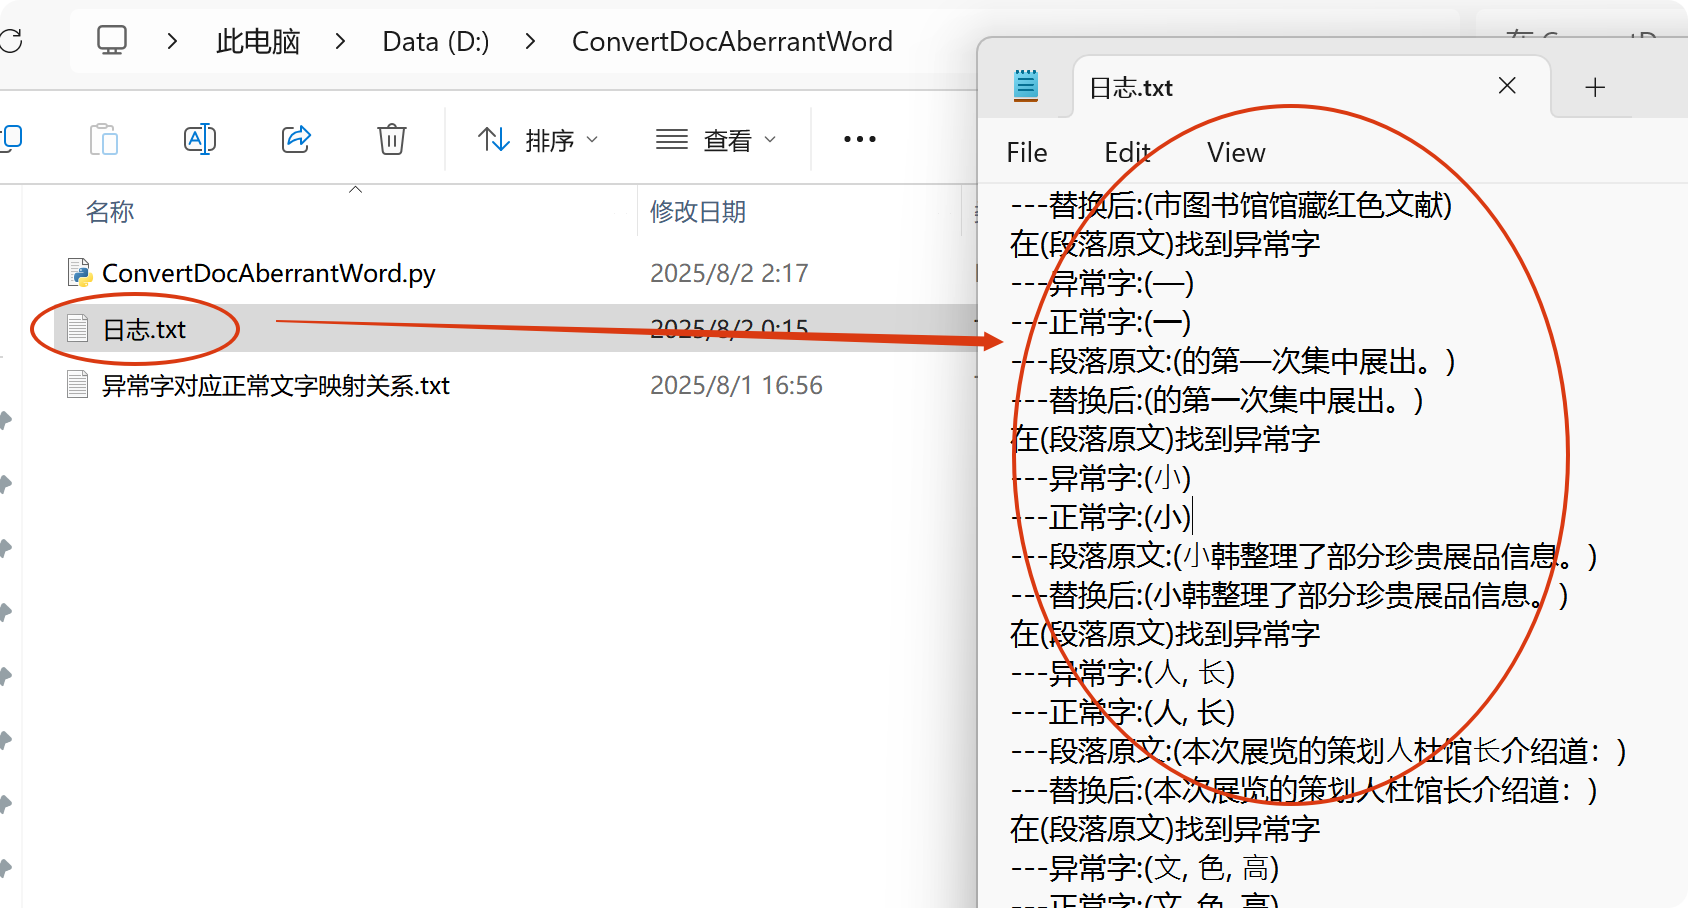 此电脑 > Data (D:) > ConvertDocAberrantWord
排序
查看
名称
修改日期
ConvertDocAberrantWord.py
2025/8/2 2:17
日志.txt
2025/8/2 0:15
异常字对应正常文字映射关系.txt
2025/8/1 16:56
日志.txt
File Edit View
---替换后:(市图书馆馆藏红色文献)
在(段落原文)找到异常字
---异常字:(⼀)
---正常字:(一)
---段落原文:(的第⼀次集中展出。)
---替换后:(的第一次集中展出。)
在(段落原文)找到异常字
---异常字:(⼩)
---正常字:(小)
---段落原文:(⼩韩整理了部分珍贵展品信息。)
---替换后:(小韩整理了部分珍贵展品信息。)
在(段落原文)找到异常字
---异常字:(⼈, ⻓)
---正常字:(人, 长)
---段落原文:(本次展览的策划⼈杜馆⻓介绍道：)
---替换后:(本次展览的策划人杜馆长介绍道：)
在(段落原文)找到异常字
---异常字:(⽂, ⾊, ⾼)
---正常字:(文, 色, 高)